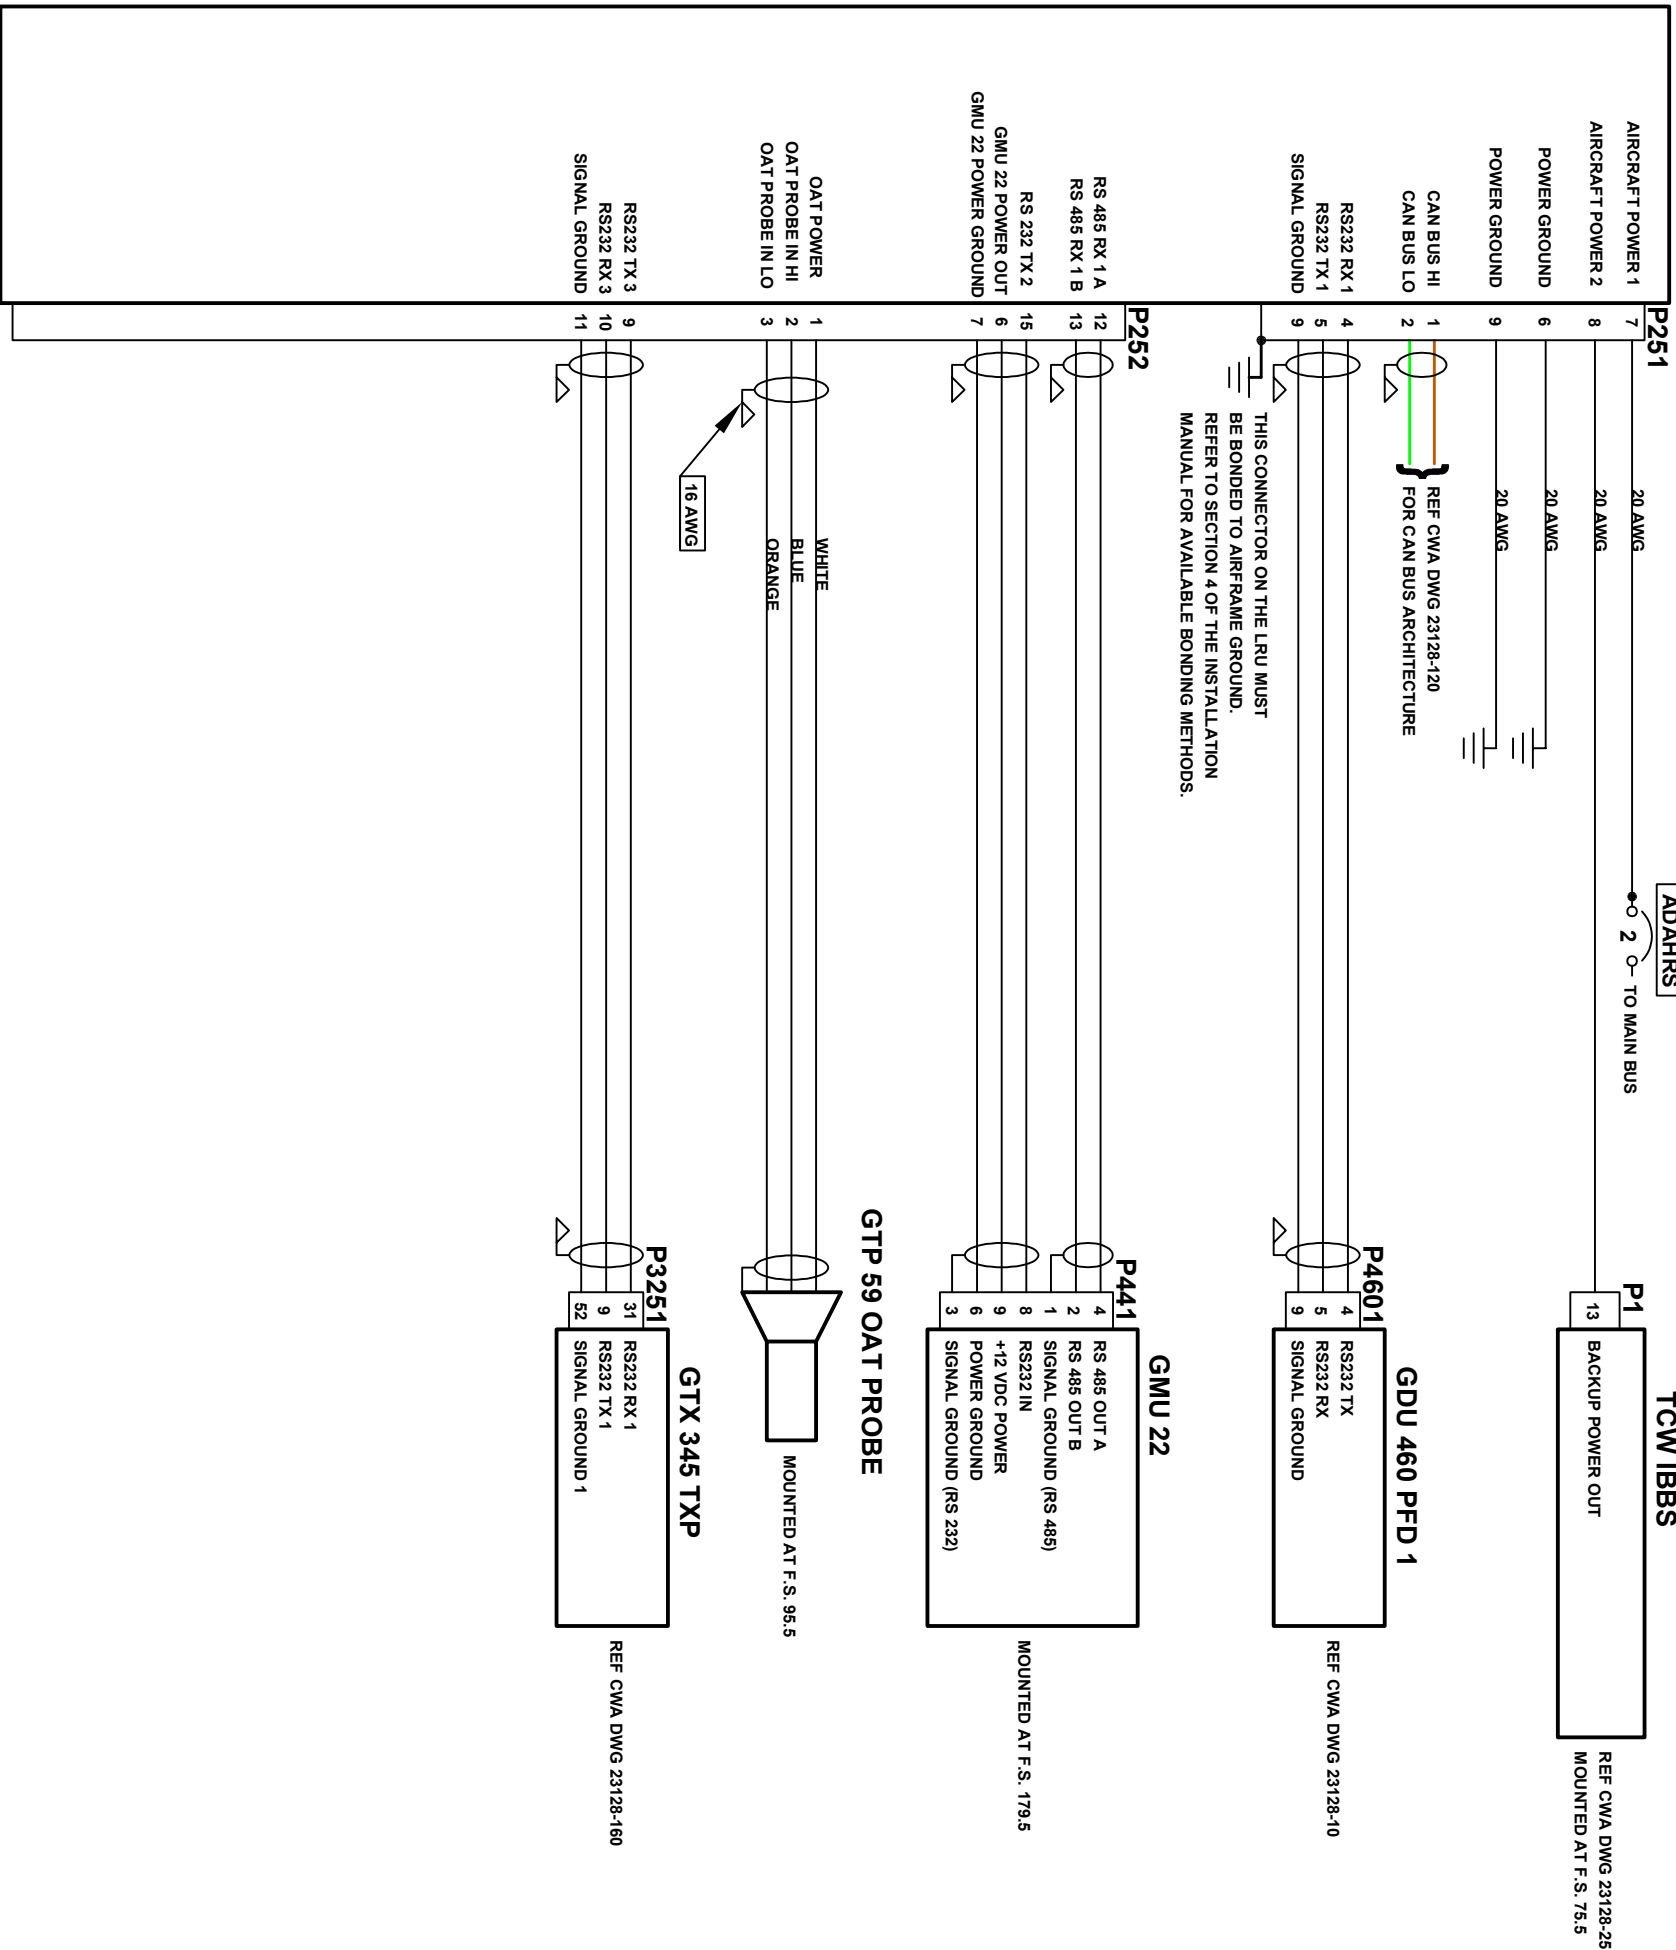 ADAHRS
TCW IBBS
P251
P1
AIRCRAFT POWER 1
7
20 AWG
2
TO MAIN BUS
AIRCRAFT POWER 2
8
20 AWG
13
BACKUP POWER OUT
REF CWA DWG 23128-25
MOUNTED AT F.S. 75.5
POWER GROUND
6
20 AWG
POWER GROUND
9
20 AWG
CAN BUS HI
1
REF CWA DWG 23128-120
CAN BUS LO
2
FOR CAN BUS ARCHITECTURE
GDU 460 PFD 1
P4601
RS232 RX 1
4
4
RS232 TX
RS232 TX 1
5
5
RS232 RX
REF CWA DWG 23128-10
SIGNAL GROUND
9
9
SIGNAL GROUND
THIS CONNECTOR ON THE LRU MUST
BE BONDED TO AIRFRAME GROUND.
REFER TO SECTION 4 OF THE INSTALLATION
MANUAL FOR AVAILABLE BONDING METHODS.
GMU 22
P252
P441
RS 485 RX 1 A
12
4
RS 485 OUT A
RS 485 RX 1 B
13
2
RS 485 OUT B
1
SIGNAL GROUND (RS 485)
RS 232 TX 2
15
8
RS232 IN
MOUNTED AT F.S. 179.5
GMU 22 POWER OUT
6
9
+12 VDC POWER
GMU 22 POWER GROUND
7
6
POWER GROUND
3
SIGNAL GROUND (RS 232)
GTP 59 OAT PROBE
OAT POWER
1
WHITE
OAT PROBE IN HI
2
BLUE
MOUNTED AT F.S. 95.5
OAT PROBE IN LO
3
ORANGE
16 AWG
GTX 345 TXP
P3251
RS232 TX 3
9
31
RS232 RX 1
RS232 RX 3
10
9
RS232 TX 1
REF CWA DWG 23128-160
SIGNAL GROUND
11
52
SIGNAL GROUND 1